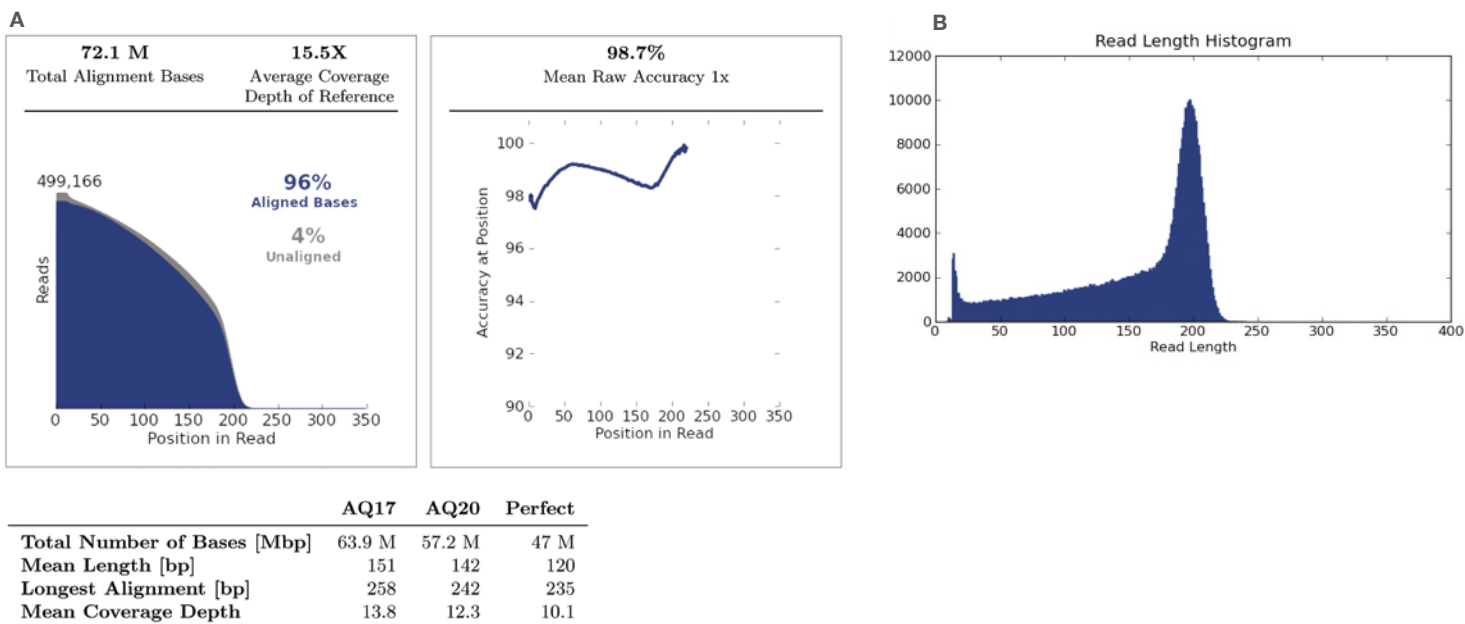 A
72.1 M
Total Alignment Bases
15.5X
Average Coverage
Depth of Reference
499,166
96%
Aligned Bases
4%
Unaligned
Reads
0 50 100 150 200 250 300 350
Position in Read
98.7%
Mean Raw Accuracy 1x
100
98
96
94
92
90
Accuracy at Position
0 50 100 150 200 250 300 350
Position in Read
B
Read Length Histogram
12000
10000
8000
6000
4000
2000
0
0 50 100 150 200 250 300 350 400
Read Length
AQ17 AQ20 Perfect
Total Number of Bases [Mbp] 63.9 M 57.2 M 47 M
Mean Length [bp] 151 142 120
Longest Alignment [bp] 258 242 235
Mean Coverage Depth 13.8 12.3 10.1